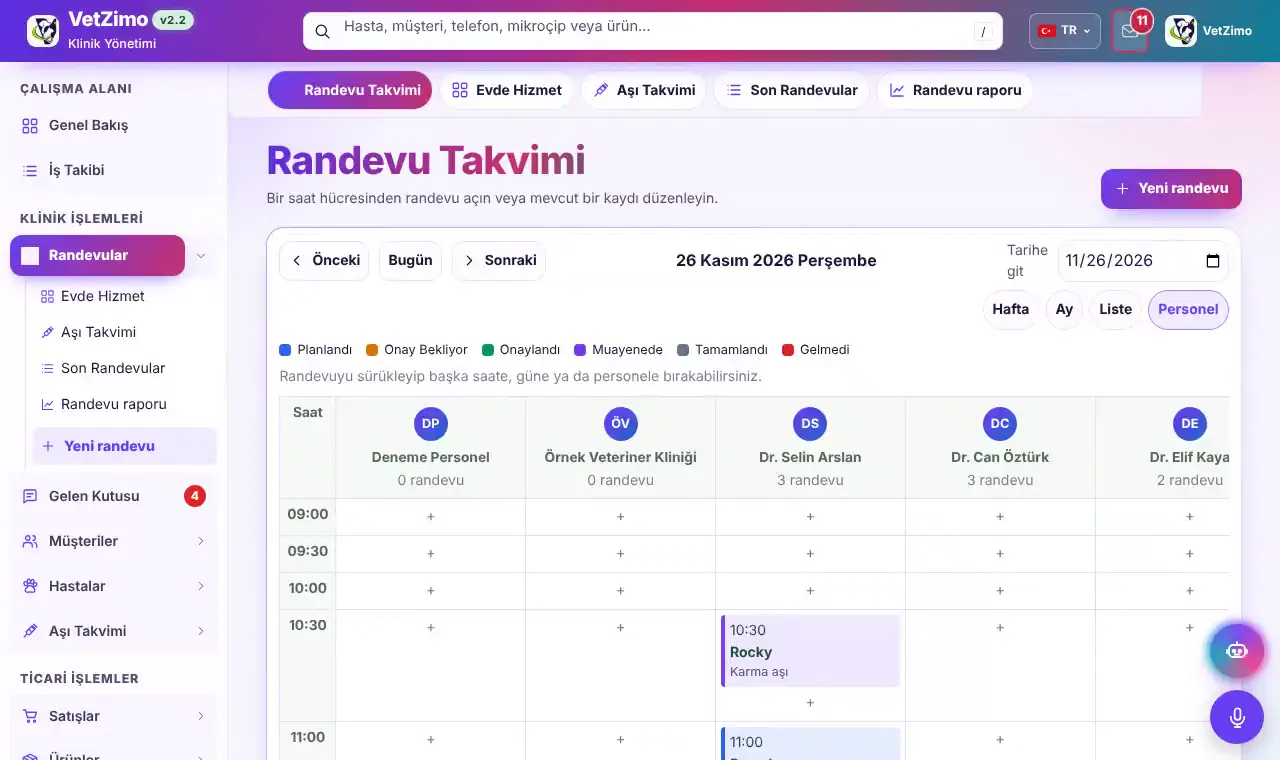 VetZimo v2.2
Klinik Yönetimi
Hasta, müşteri, telefon, mikroçip veya ürün...
/
TR
11
VetZimo
ÇALIŞMA ALANI
Genel Bakış
İş Takibi
KLİNİK İŞLEMLERİ
Randevular
Evde Hizmet
Aşı Takvimi
Son Randevular
Randevu raporu
Yeni randevu
Gelen Kutusu 4
Müşteriler
Hastalar
Aşı Takvimi
TİCARİ İŞLEMLER
Satışlar
Ürünler
Randevu Takvimi
Evde Hizmet
Aşı Takvimi
Son Randevular
Randevu raporu
Randevu Takvimi
Bir saat hücresinden randevu açın veya mevcut bir kaydı düzenleyin.
+ Yeni randevu
Önceki
Bugün
Sonraki
26 Kasım 2026 Perşembe
Tarihe git
11/26/2026
Hafta
Ay
Liste
Personel
Planlandı
Onay Bekliyor
Onaylandı
Muayenede
Tamamlandı
Gelmedi
Randevuyu sürükleyip başka saate, güne ya da personele bırakabilirsiniz.
Saat
DP
Deneme Personel
0 randevu
ÖV
Örnek Veteriner Kliniği
0 randevu
DS
Dr. Selin Arslan
3 randevu
DC
Dr. Can Öztürk
3 randevu
DE
Dr. Elif Kaya
2 randevu
09:00 + + + + +
09:30 + + + + +
10:00 + + + + +
10:30 + + + +
10:30
Rocky
Karma aşı
+
11:00 + + + +
11:00